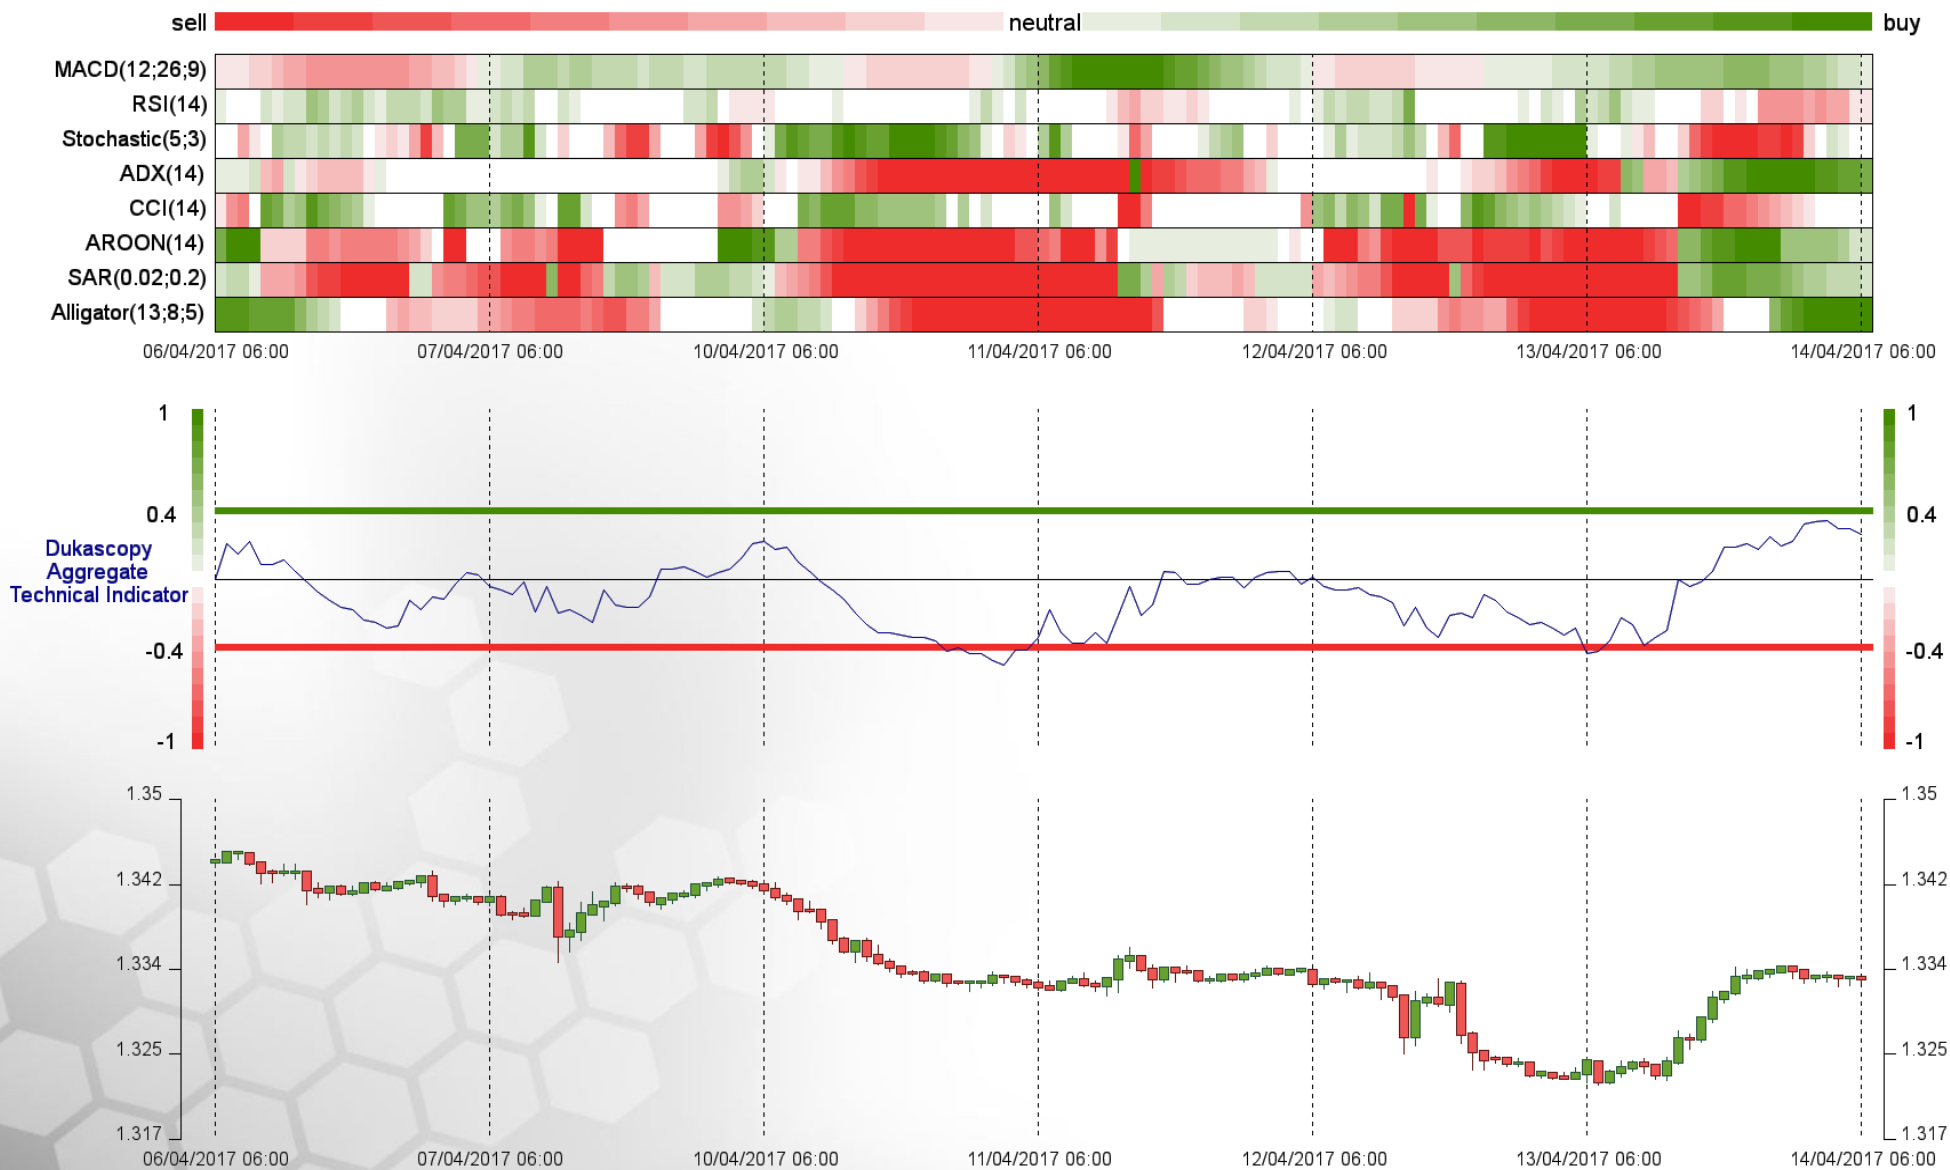 sell neutral buy
MACD(12;26;9)
RSI(14)
Stochastic(5;3)
ADX(14)
CCI(14)
AROON(14)
SAR(0.02;0.2)
Alligator(13;8;5)
06/04/2017 06:00 07/04/2017 06:00 10/04/2017 06:00 11/04/2017 06:00 12/04/2017 06:00 13/04/2017 06:00 14/04/2017 06:00
1 1
0.4 0.4
Dukascopy
Aggregate
Technical Indicator
-0.4 -0.4
-1 -1
1.35 1.35
1.342 1.342
1.334 1.334
1.325 1.325
1.317 1.317
06/04/2017 06:00 07/04/2017 06:00 10/04/2017 06:00 11/04/2017 06:00 12/04/2017 06:00 13/04/2017 06:00 14/04/2017 06:00